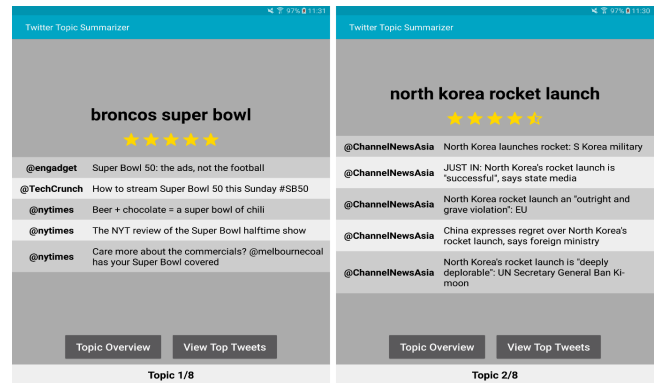 97% 11:31
Twitter Topic Summarizer
broncos super bowl
@engadget Super Bowl 50: the ads, not the football
@TechCrunch How to stream Super Bowl 50 this Sunday #SB50
@nytimes Beer + chocolate = a super bowl of chili
@nytimes The NYT review of the Super Bowl halftime show
@nytimes Care more about the commercials? @melbournecoal
has your Super Bowl covered
Topic Overview View Top Tweets
Topic 1/8
97% 11:30
Twitter Topic Summarizer
north korea rocket launch
@ChannelNewsAsia North Korea launches rocket: S Korea military
@ChannelNewsAsia JUST IN: North Korea's rocket launch is
"successful", says state media
@ChannelNewsAsia North Korea rocket launch an "outright and
grave violation": EU
@ChannelNewsAsia China expresses regret over North Korea's
rocket launch, says foreign ministry
@ChannelNewsAsia North Korea's rocket launch is "deeply
deplorable": UN Secretary General Ban Ki-
moon
Topic Overview View Top Tweets
Topic 2/8